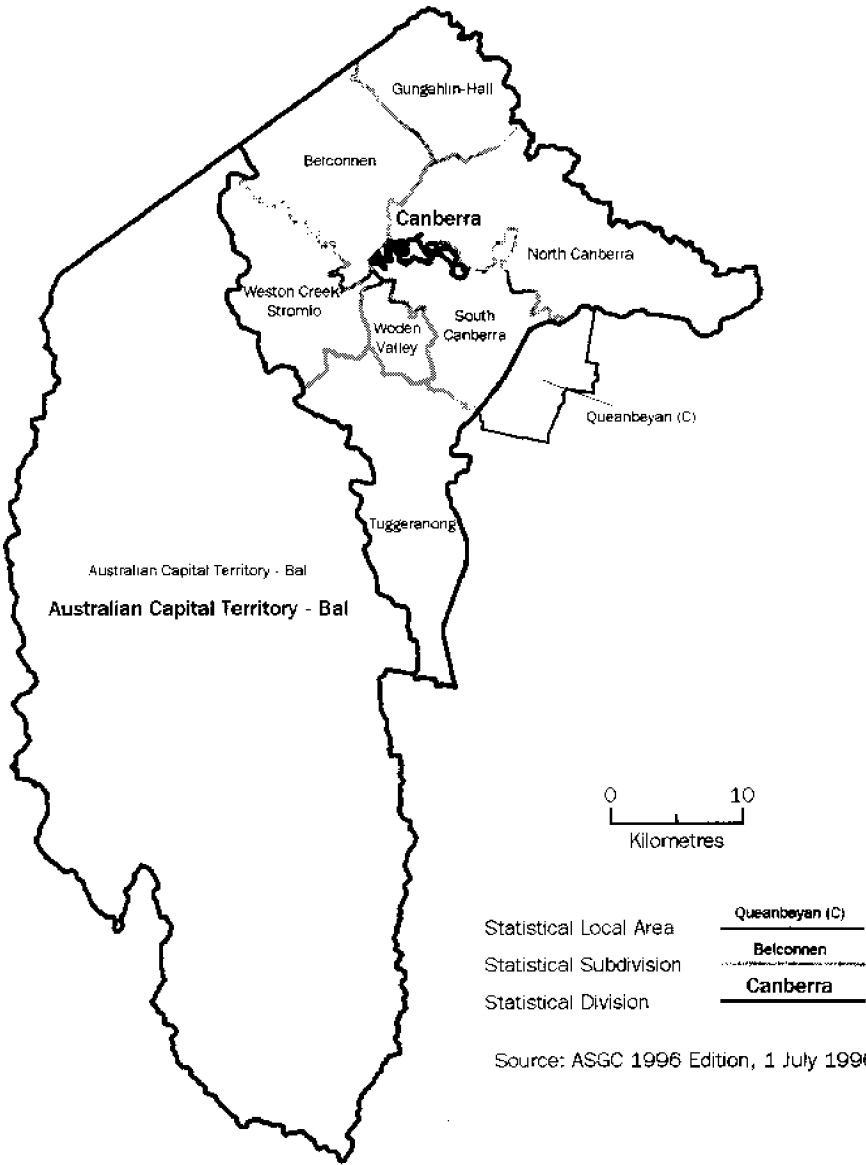 Gungahlin-Hall
Belconnen
Canberra
North Canberra
Weston Creek
Stromlo
South
Canberra
Woden
Valley
Queanbeyan (C)
Tuggeranong
Australian Capital Territory - Bal
Australian Capital Territory - Bal
0 10
Kilometres
Statistical Local Area Queanbeyan (C)
Statistical Subdivision Belconnen
Statistical Division Canberra
Source: ASGC 1996 Edition, 1 July 199